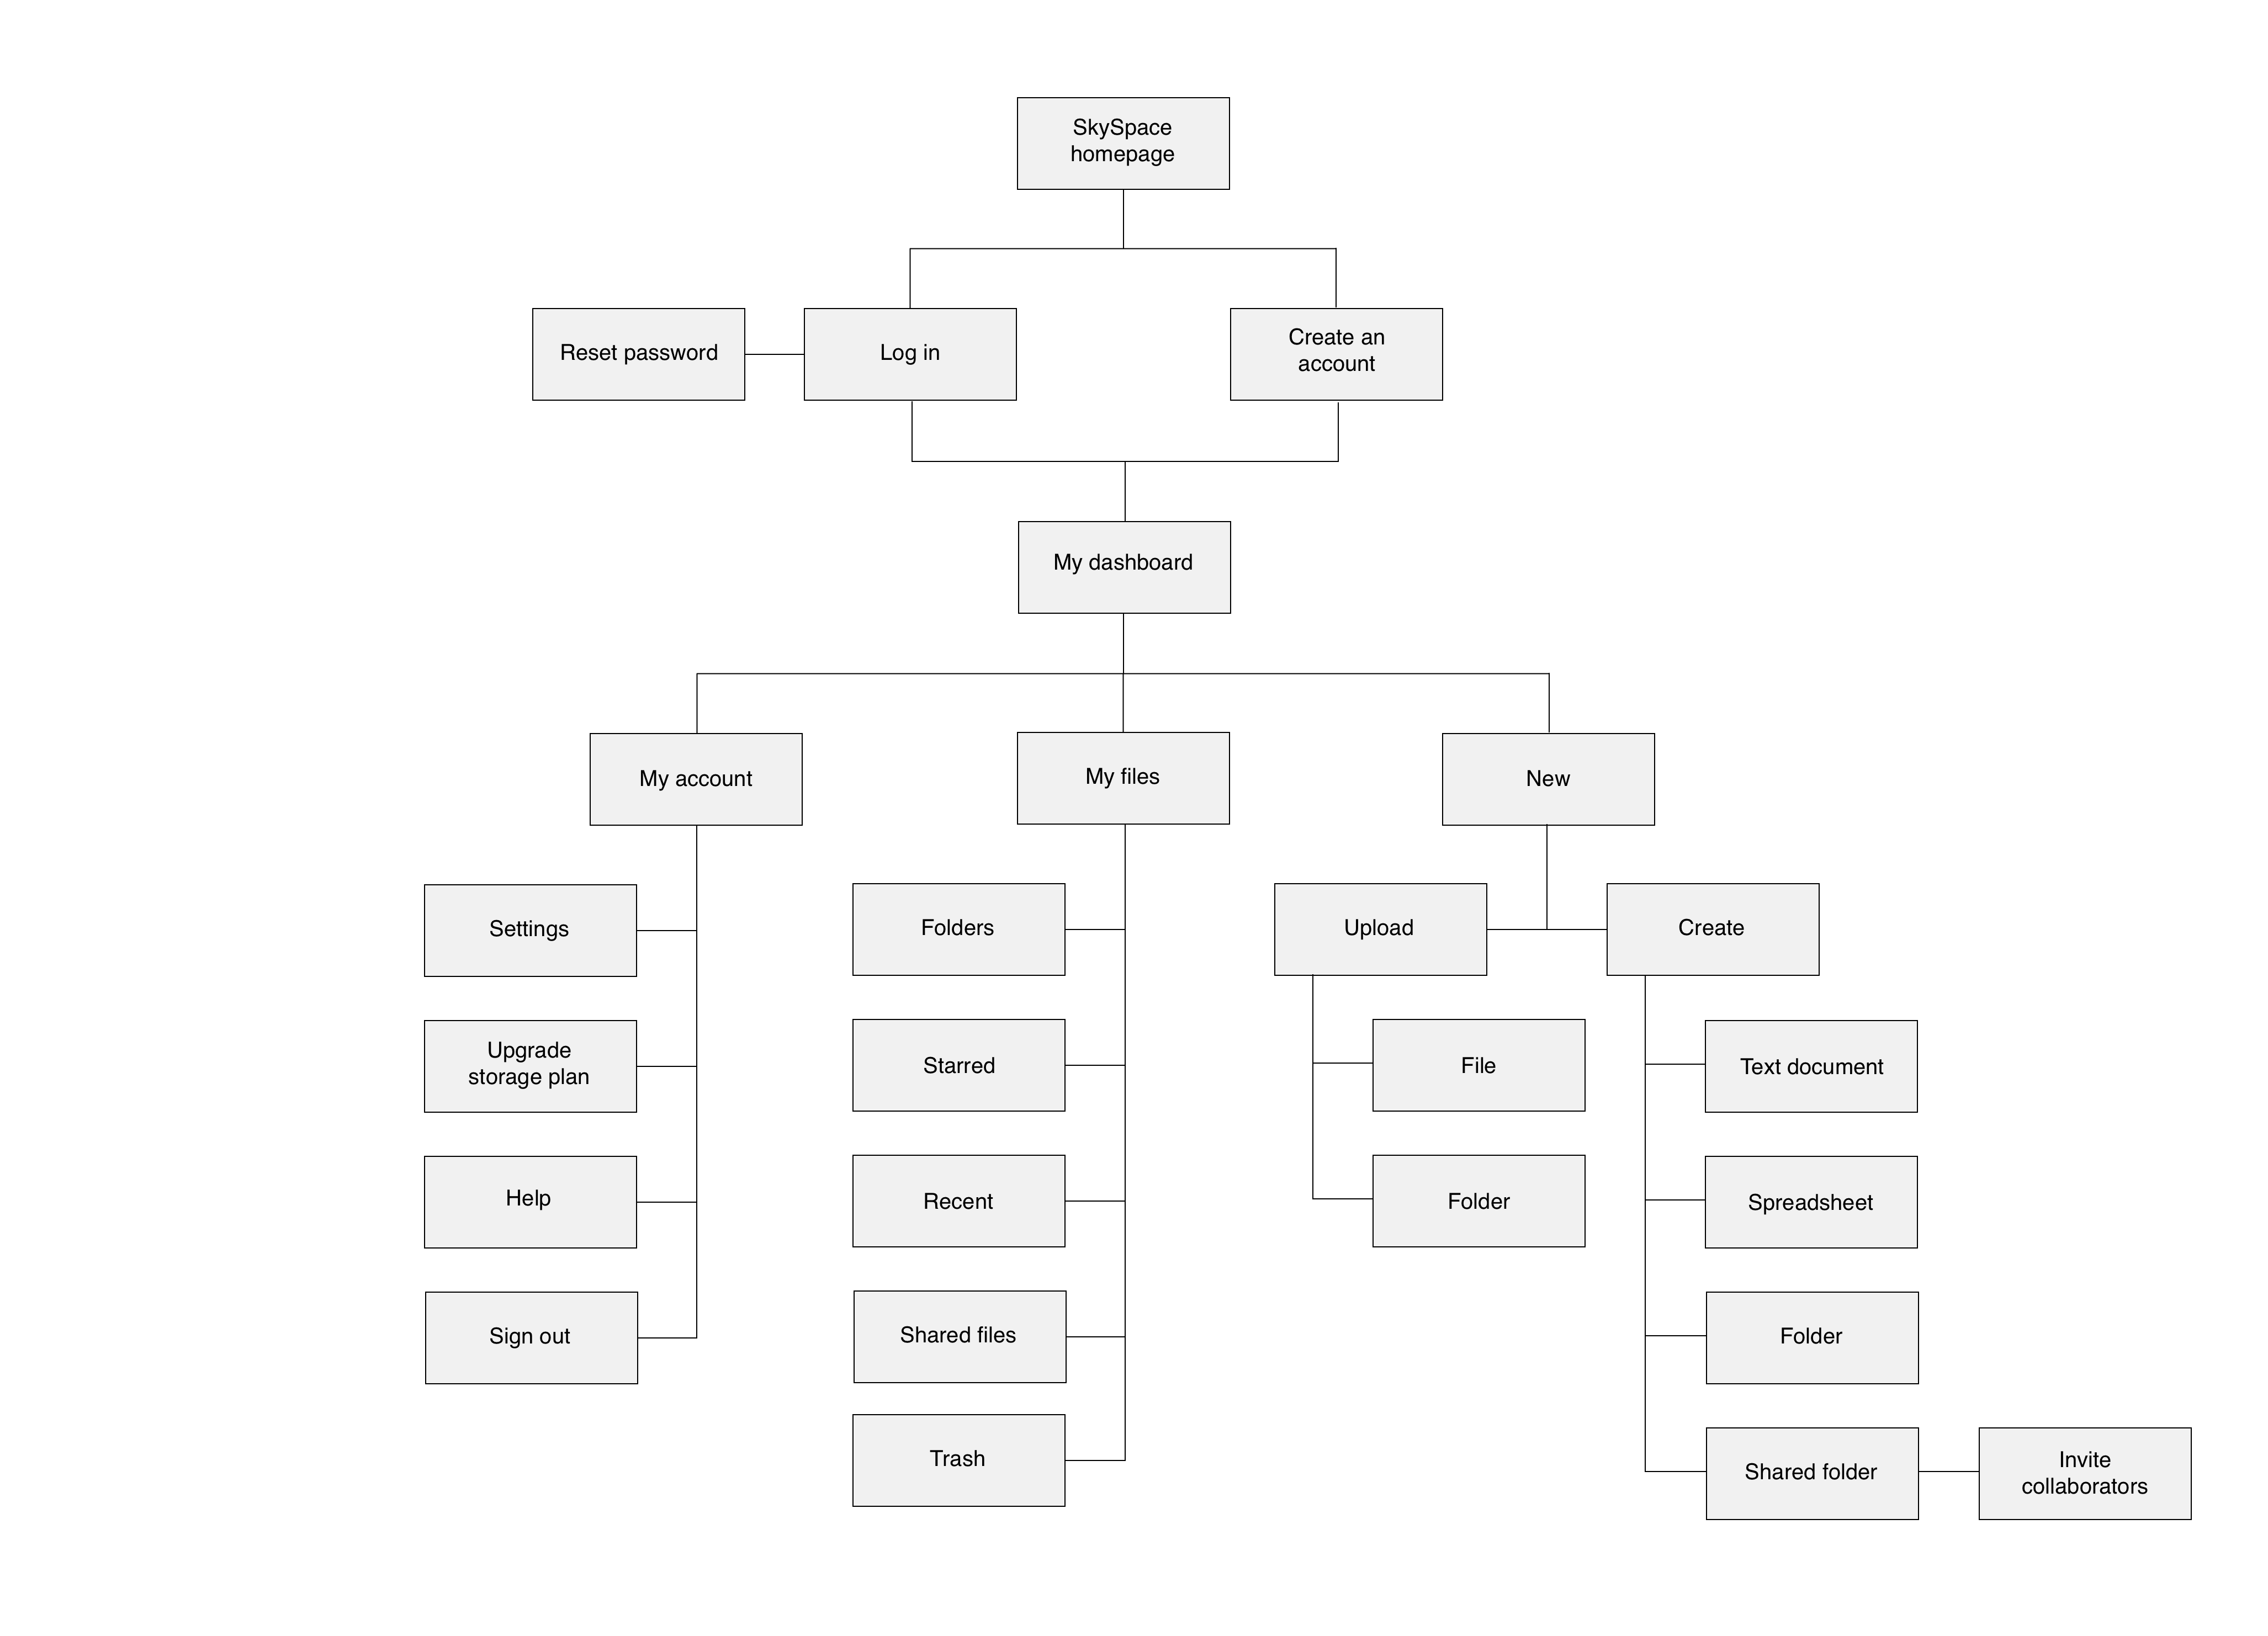 SkySpace
homepage
Reset password
Log in
Create an
account
My dashboard
My account
My files
New
Settings
Folders
Upload
Create
Upgrade
storage plan
Starred
File
Text document
Help
Recent
Folder
Spreadsheet
Sign out
Shared files
Folder
Trash
Shared folder
Invite
collaborators